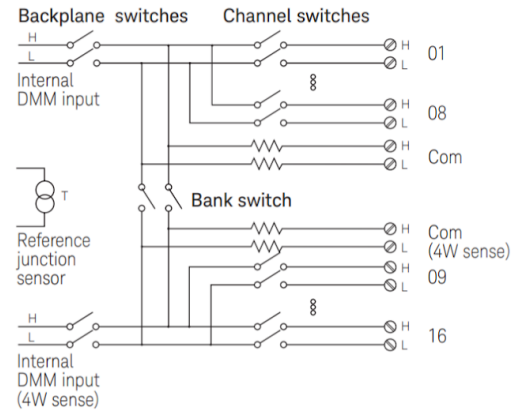 Backplane switches
Channel switches
H
L
Internal
DMM input
H
L
01
H
L
08
H
L
Com
T
Bank switch
Reference
junction
sensor
H
L
Com
(4W sense)
H
L
09
H
L
16
H
L
Internal
DMM input
(4W sense)